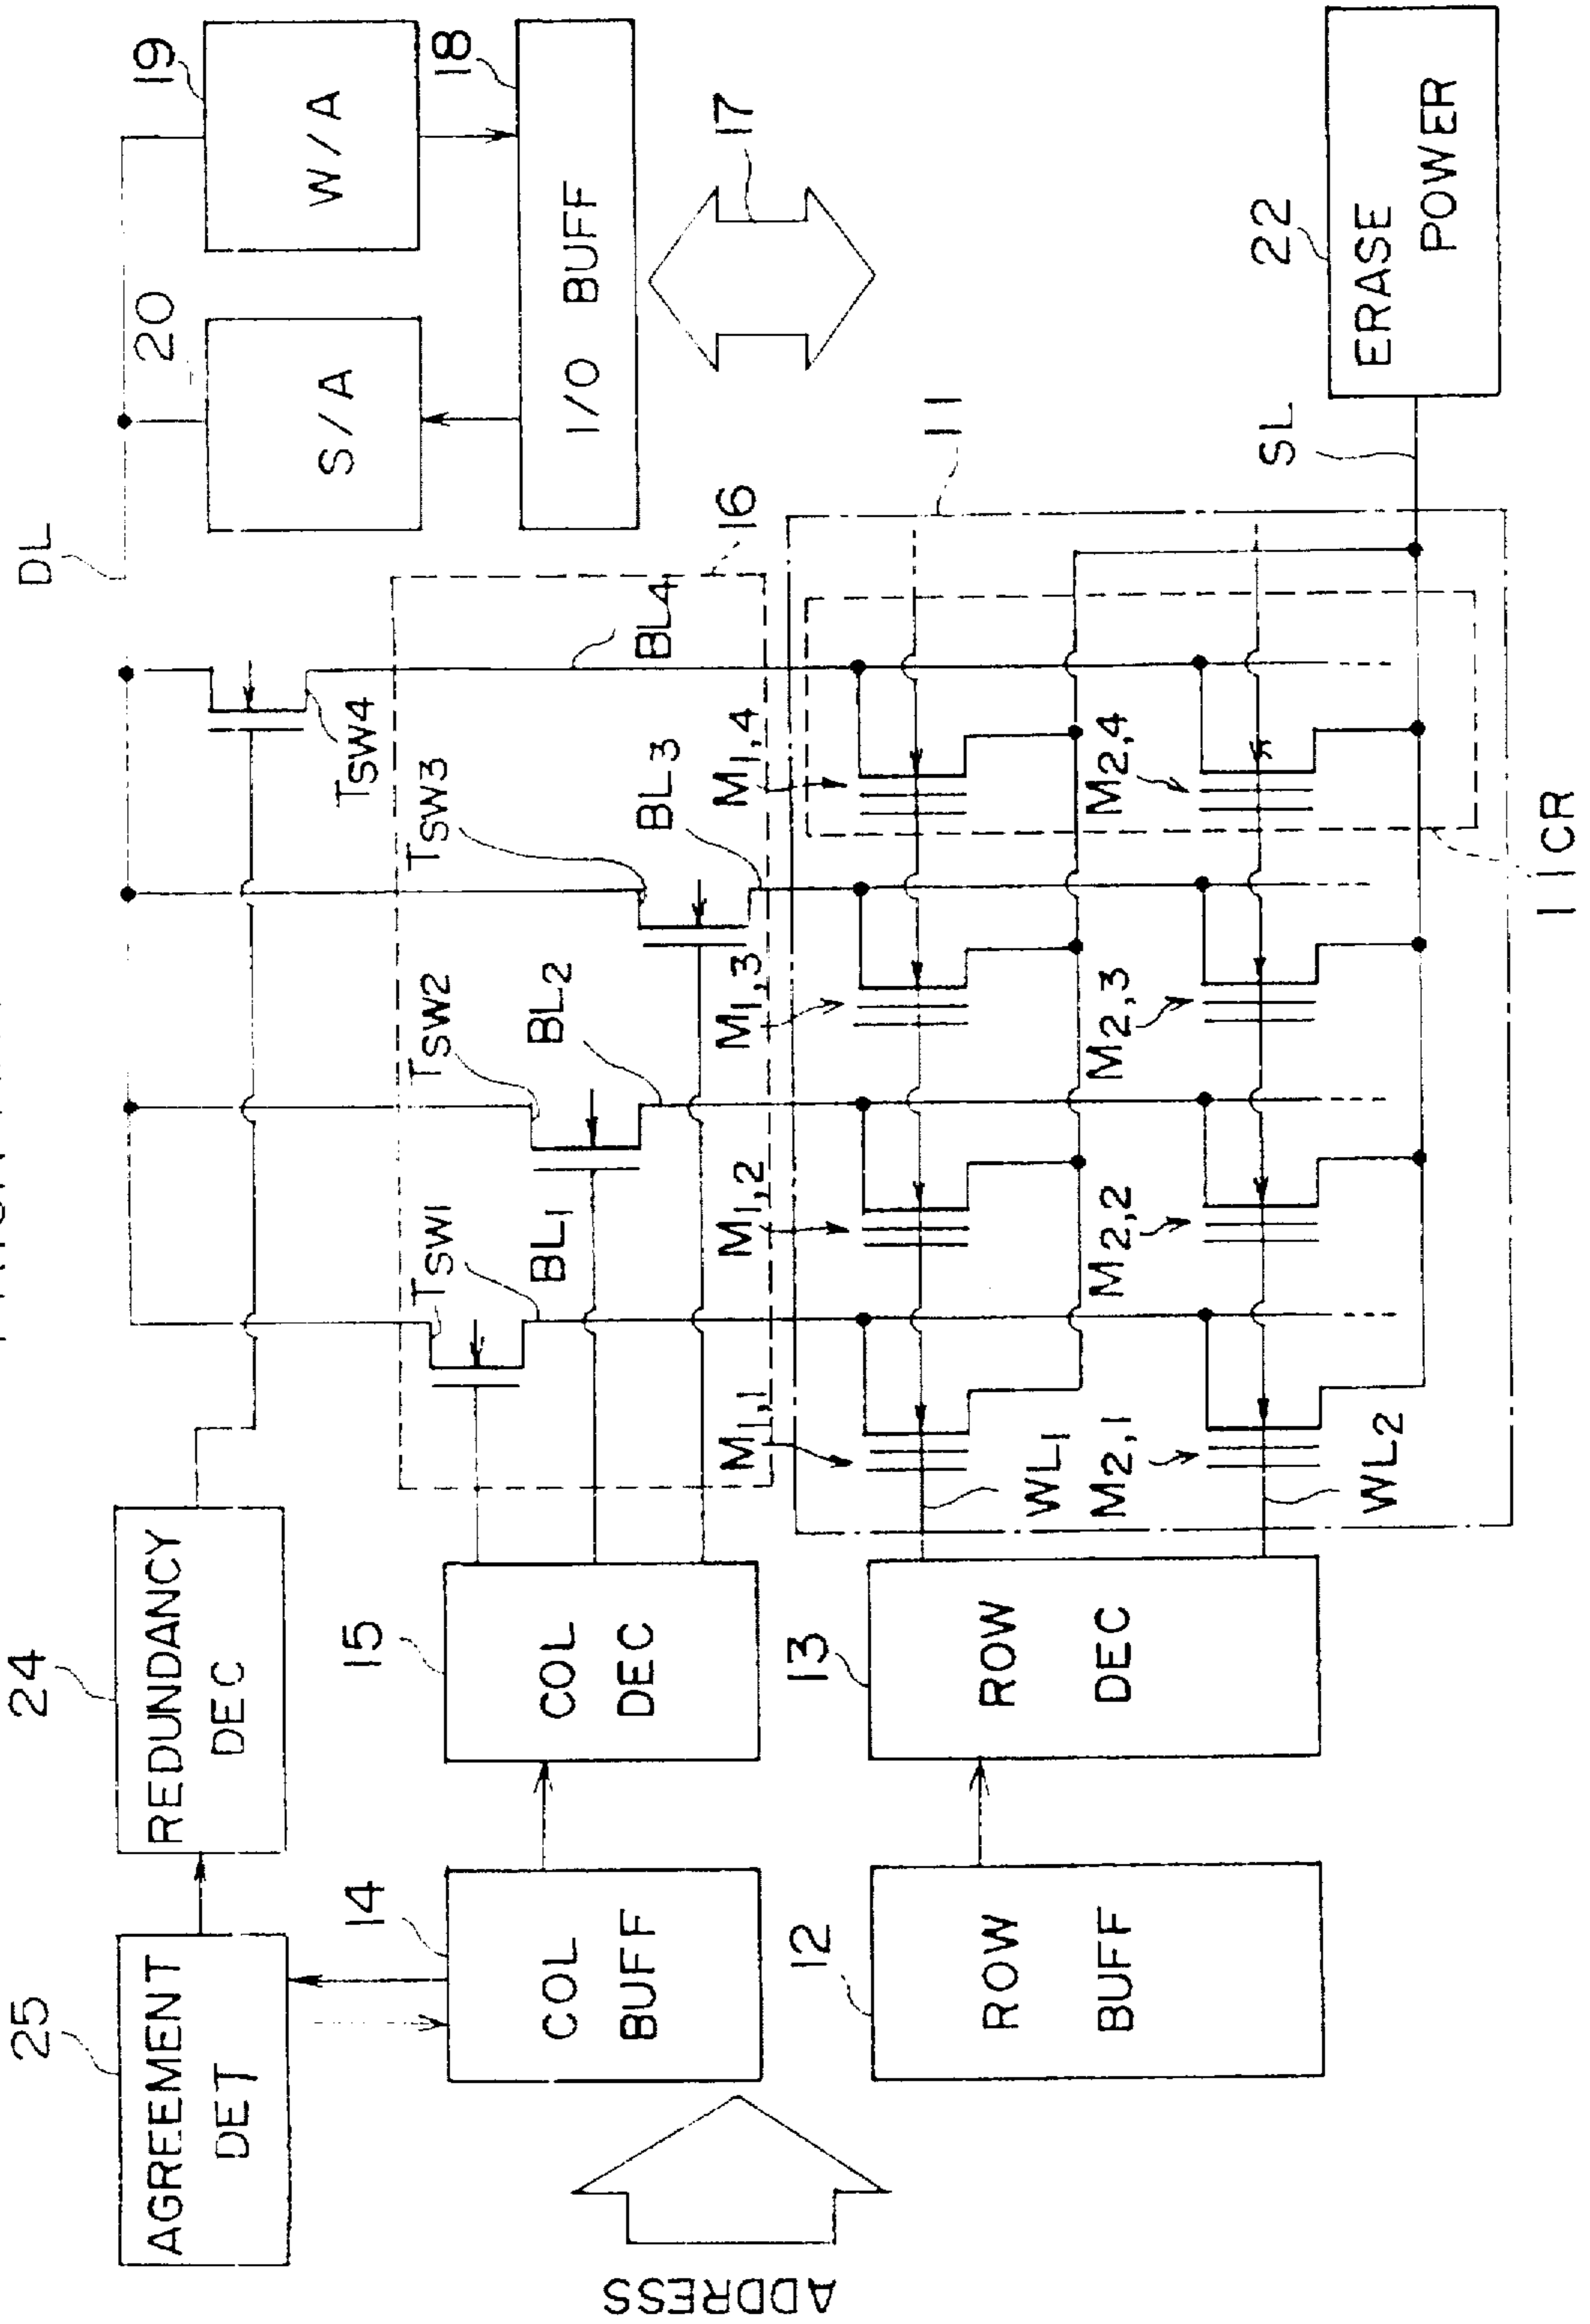 25
AGREEMENT
DET
24
REDUNDANCY
DEC
DL
20
S/A
19
W/A
18
I/O BUFF
17
14
COL
BUFF
15
COL
DEC
TSW1
TSW2
TSW3
TSW4
BL1
BL2
BL3
BL4
16
ADDRESS
12
ROW
BUFF
13
ROW
DEC
M1,1
M1,2
M1,3
M1,4
11
WL1
M2,1
M2,2
M2,3
M2,4
WL2
11CR
SL
22
ERASE
POWER